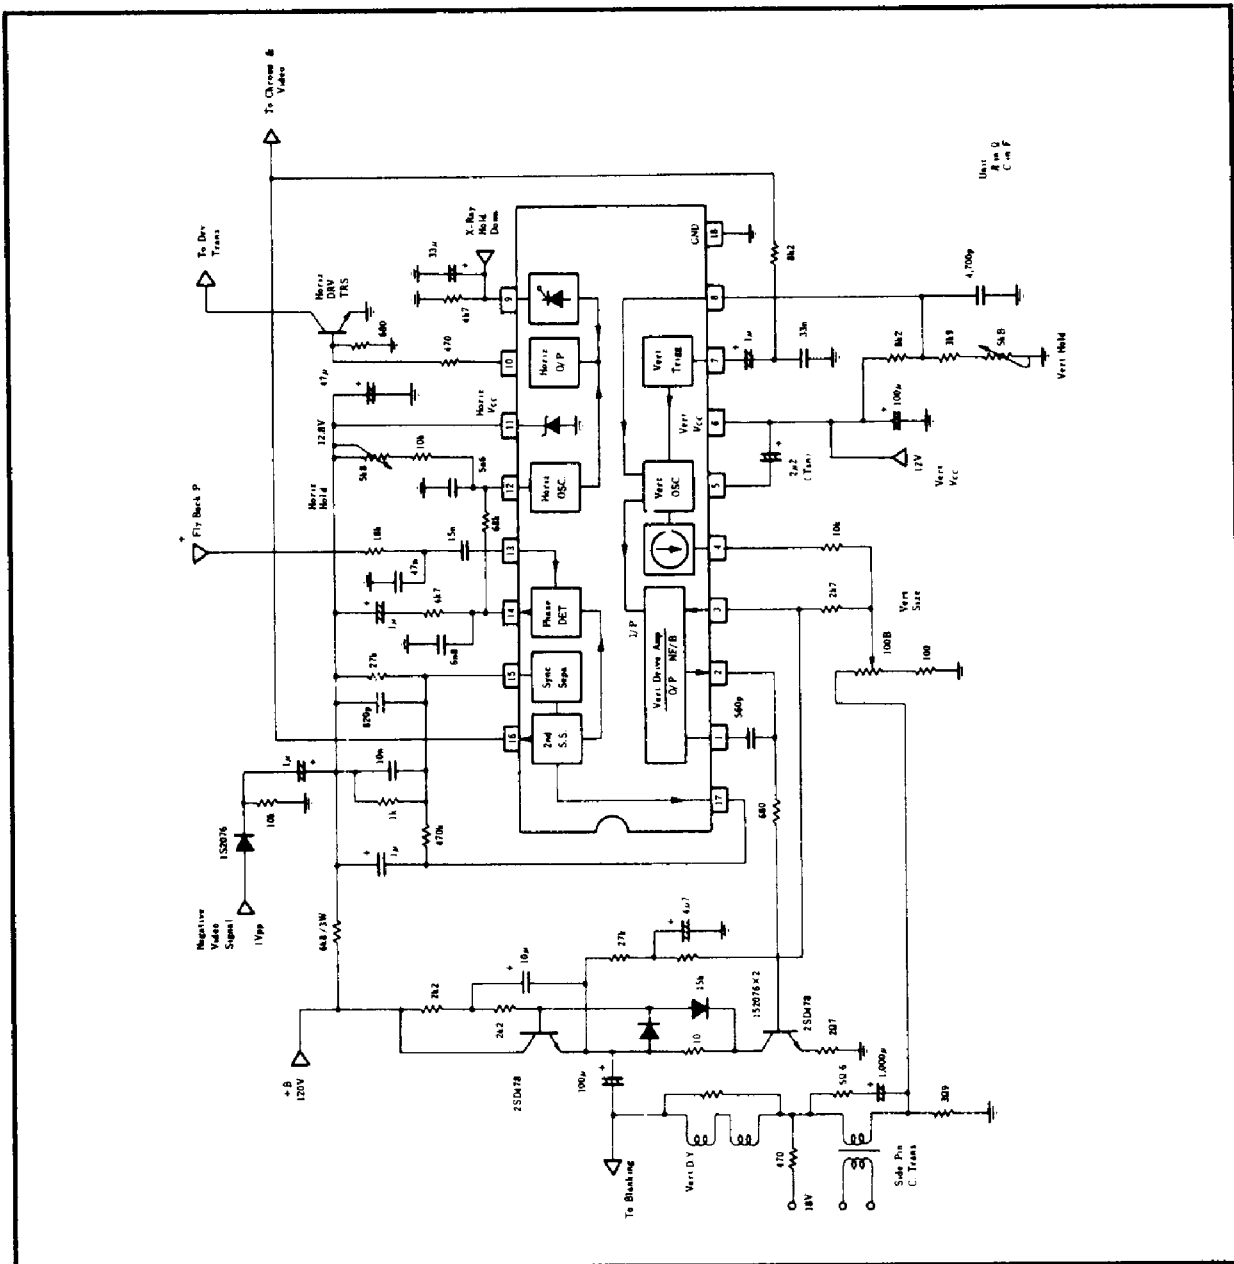 To Chroma &
Video
To Drv
Trans
Horiz
DRV
TRS
680
470
33μ
+
4k7
X-Ray
Hold
Down
+ Fly Back P
47μ
+
12.8V
Horiz
Vcc
Horiz
Hold
5kB
10k
5n6
68k
18k
47n
15n
1μ
6k7
6n8
27k
820p
1μ
+
10n
1k
10k
1S2076
Negative
Video
Signal
1Vpp
470k
1μ
+
6k8/3W
+B
120V
9
10
11
12
13
14
15
16
Horiz
O/P
Horiz
OSC.
Phase
DET
Sync
Sepa
2nd
S.S.
GND
18
8
7
6
5
4
3
2
1
17
Vert
Trigg
Vert
Vcc
Vert
OSC
I/P
Vert Drive Amp
O/P NF/B
8k2
Unit
R in Ω
C in F
4,700p
1μ
+
33n
8k2
3k9
5kB
Vert Hold
100μ
+
2μ2
(Tan)
+
12V
Vert
Vcc
10k
2k7
Vert
Size
100B
100
560p
680
2k2
10μ
+
2k2
27k
4μ7
+
15k
1S2076×2
10
2SD478
2SD478
2Ω7
100μ
+
To Blanking
Vert D.Y
470
18V
5Ω6
1,000μ
+
3Ω9
Side Pin
C. Trans